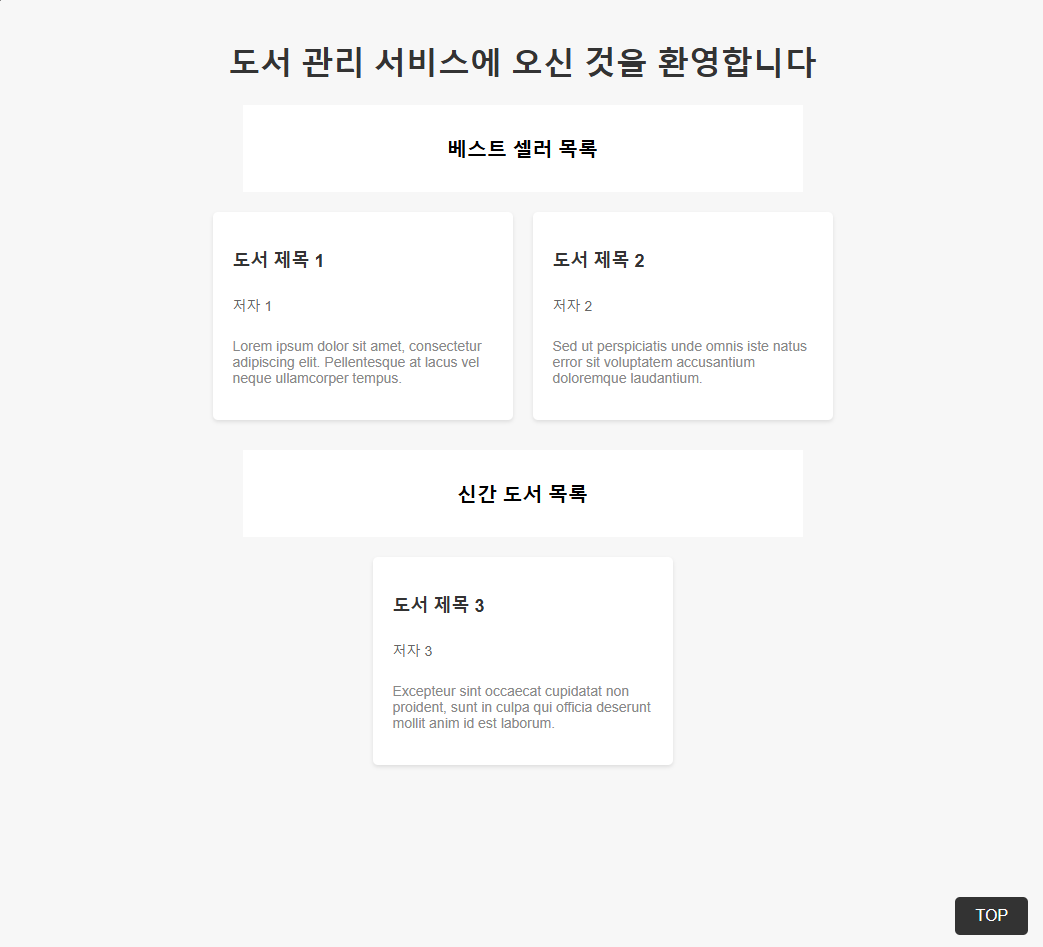 도서 관리 서비스에 오신 것을 환영합니다
베스트 셀러 목록
도서 제목 1
저자 1
Lorem ipsum dolor sit amet, consectetur
adipiscing elit. Pellentesque at lacus vel
neque ullamcorper tempus.
도서 제목 2
저자 2
Sed ut perspiciatis unde omnis iste natus
error sit voluptatem accusantium
doloremque laudantium.
신간 도서 목록
도서 제목 3
저자 3
Excepteur sint occaecat cupidatat non
proident, sunt in culpa qui officia deserunt
mollit anim id est laborum.
TOP